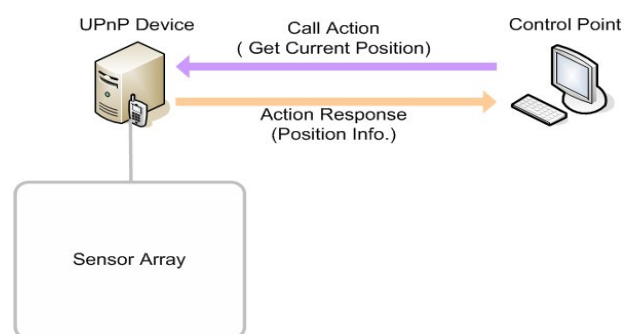 UPnP Device
Call Action
( Get Current Position)
Control Point
Action Response
(Position Info.)
Sensor Array